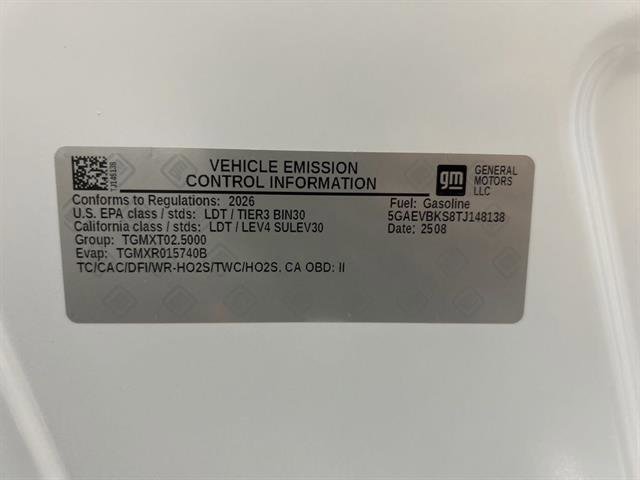 VEHICLE EMISSION
CONTROL INFORMATION
gm
GENERAL
MOTORS
LLC
TJ148138
Conforms to Regulations: 2026
Fuel: Gasoline
U.S. EPA class / stds: LDT / TIER3 BIN30
5GAEVBKS8TJ148138
California class / stds: LDT / LEV4 SULEV30
Date: 2508
Group: TGMXT02.5000
Evap: TGMXR015740B
TC/CAC/DFI/WR-HO2S/TWC/HO2S. CA OBD: II